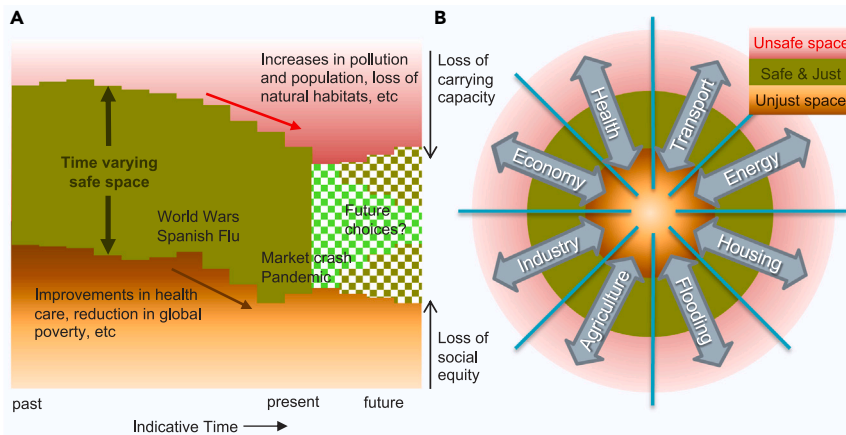 A
Increases in pollution
and population, loss of
natural habitats, etc
Loss of
carrying
capacity
Time varying
safe space
World Wars
Spanish Flu
Future
choices?
Market crash
Pandemic
Improvements in health
care, reduction in global
poverty, etc
Loss of
social
equity
past
present
future
Indicative Time
B
Unsafe space
Safe & Just
Unjust space
Health
Transport
Economy
Energy
Industry
Housing
Agriculture
Flooding